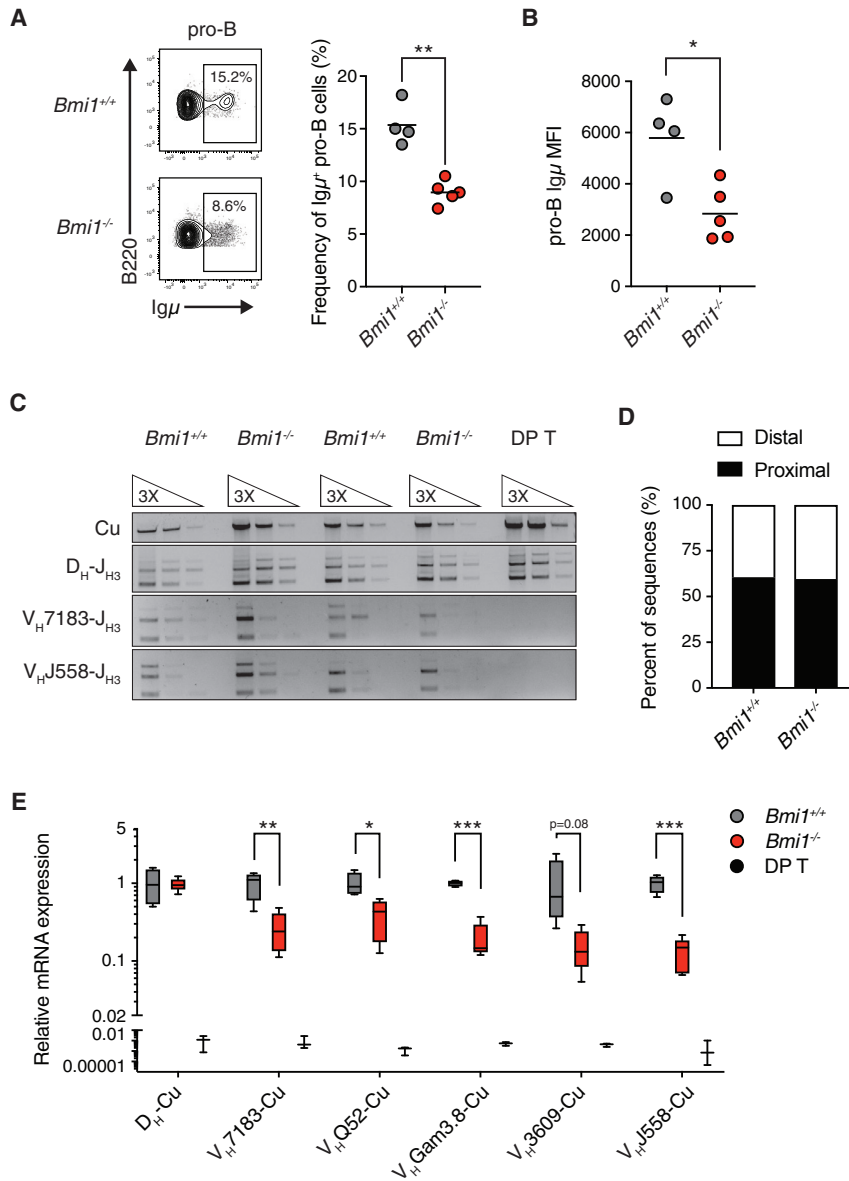 A
pro-B
Bmi1+/+
15.2%
Bmi1-/-
8.6%
B220
Igμ
Frequency of Igμ+ pro-B cells (%)
20
15
10
5
0
**
Bmi1+/+
Bmi1-/-
B
pro-B Igμ MFI
8000
6000
4000
2000
0
*
Bmi1+/+
Bmi1-/-
C
Bmi1+/+ Bmi1-/- Bmi1+/+ Bmi1-/- DP T
3X 3X 3X 3X 3X
Cu
DH-JH3
VH7183-JH3
VHJ558-JH3
D
Distal
Proximal
Percent of sequences (%)
100
75
50
25
0
Bmi1+/+
Bmi1-/-
E
Relative mRNA expression
5
1
0.1
0.02
0.01
0.00001
** * *** p=0.08 ***
Bmi1+/+
Bmi1-/-
DP T
DH-Cu
VH7183-Cu
VHQ52-Cu
VHGam3.8-Cu
VH3609-Cu
VHJ558-Cu